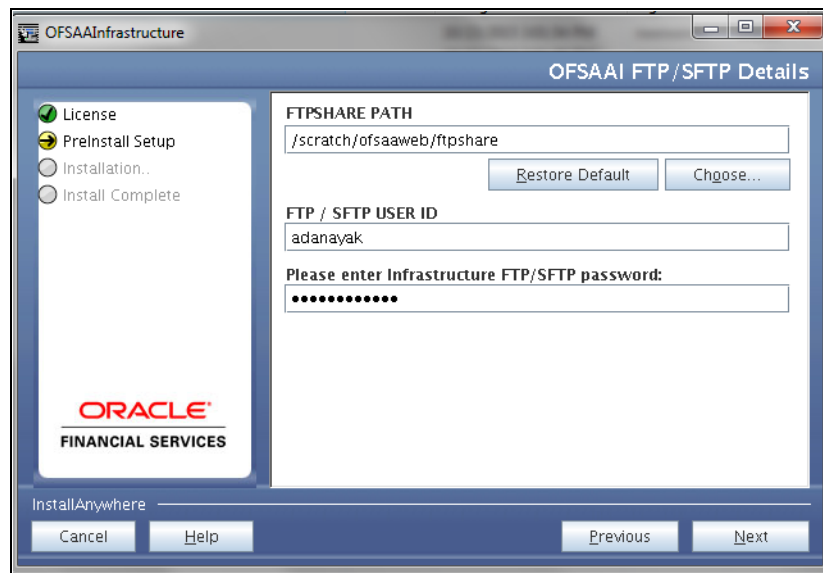 OFSAAInfrastructure
OFSAAI FTP/SFTP Details
License
PreInstall Setup
Installation..
Install Complete
ORACLE
FINANCIAL SERVICES
FTPSHARE PATH
/scratch/ofsaaweb/ftpshare
Restore Default
Choose...
FTP / SFTP USER ID
adanayak
Please enter Infrastructure FTP/SFTP password:
••••••••••••
InstallAnywhere
Cancel
Help
Previous
Next